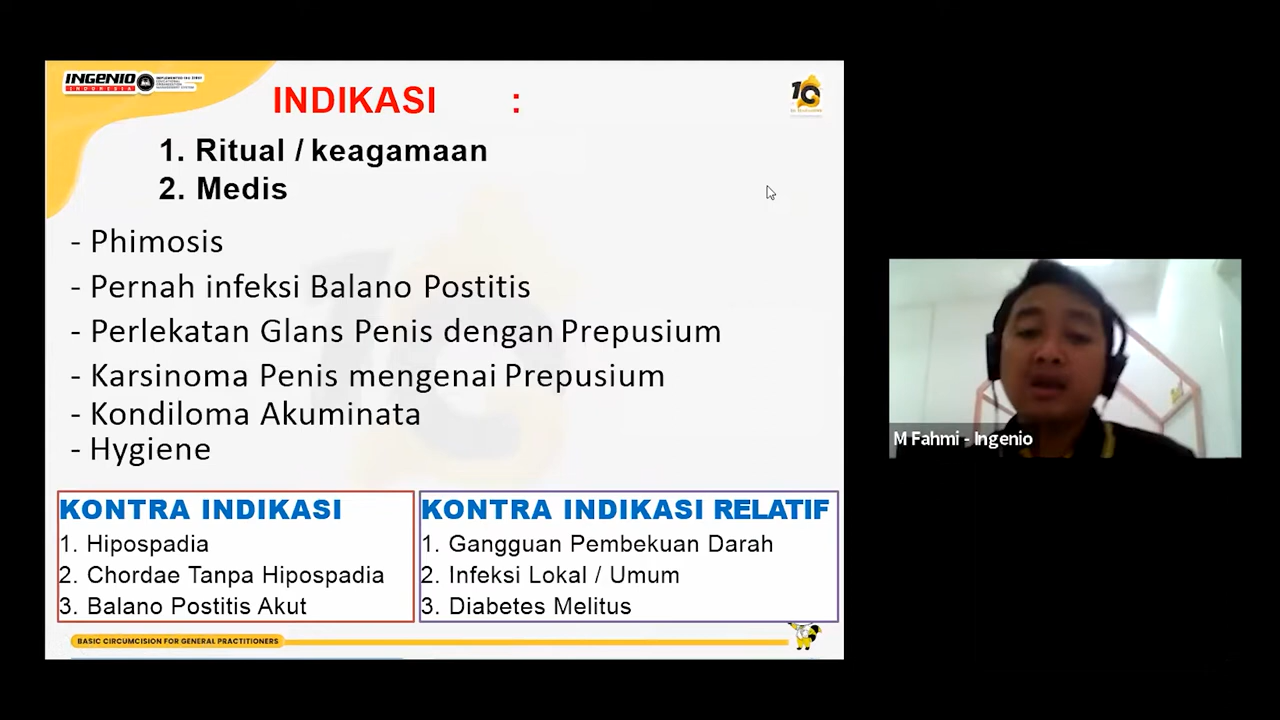 INGENIO
INDONESIA
INDIKASI :
1. Ritual / keagamaan
2. Medis
- Phimosis
- Pernah infeksi Balano Postitis
- Perlekatan Glans Penis dengan Prepusium
- Karsinoma Penis mengenai Prepusium
- Kondiloma Akuminata
- Hygiene
KONTRA INDIKASI
1. Hipospadia
2. Chordae Tanpa Hipospadia
3. Balano Postitis Akut
KONTRA INDIKASI RELATIF
1. Gangguan Pembekuan Darah
2. Infeksi Lokal / Umum
3. Diabetes Melitus
BASIC CIRCUMCISION FOR GENERAL PRACTITIONERS
M Fahmi - Ingenio